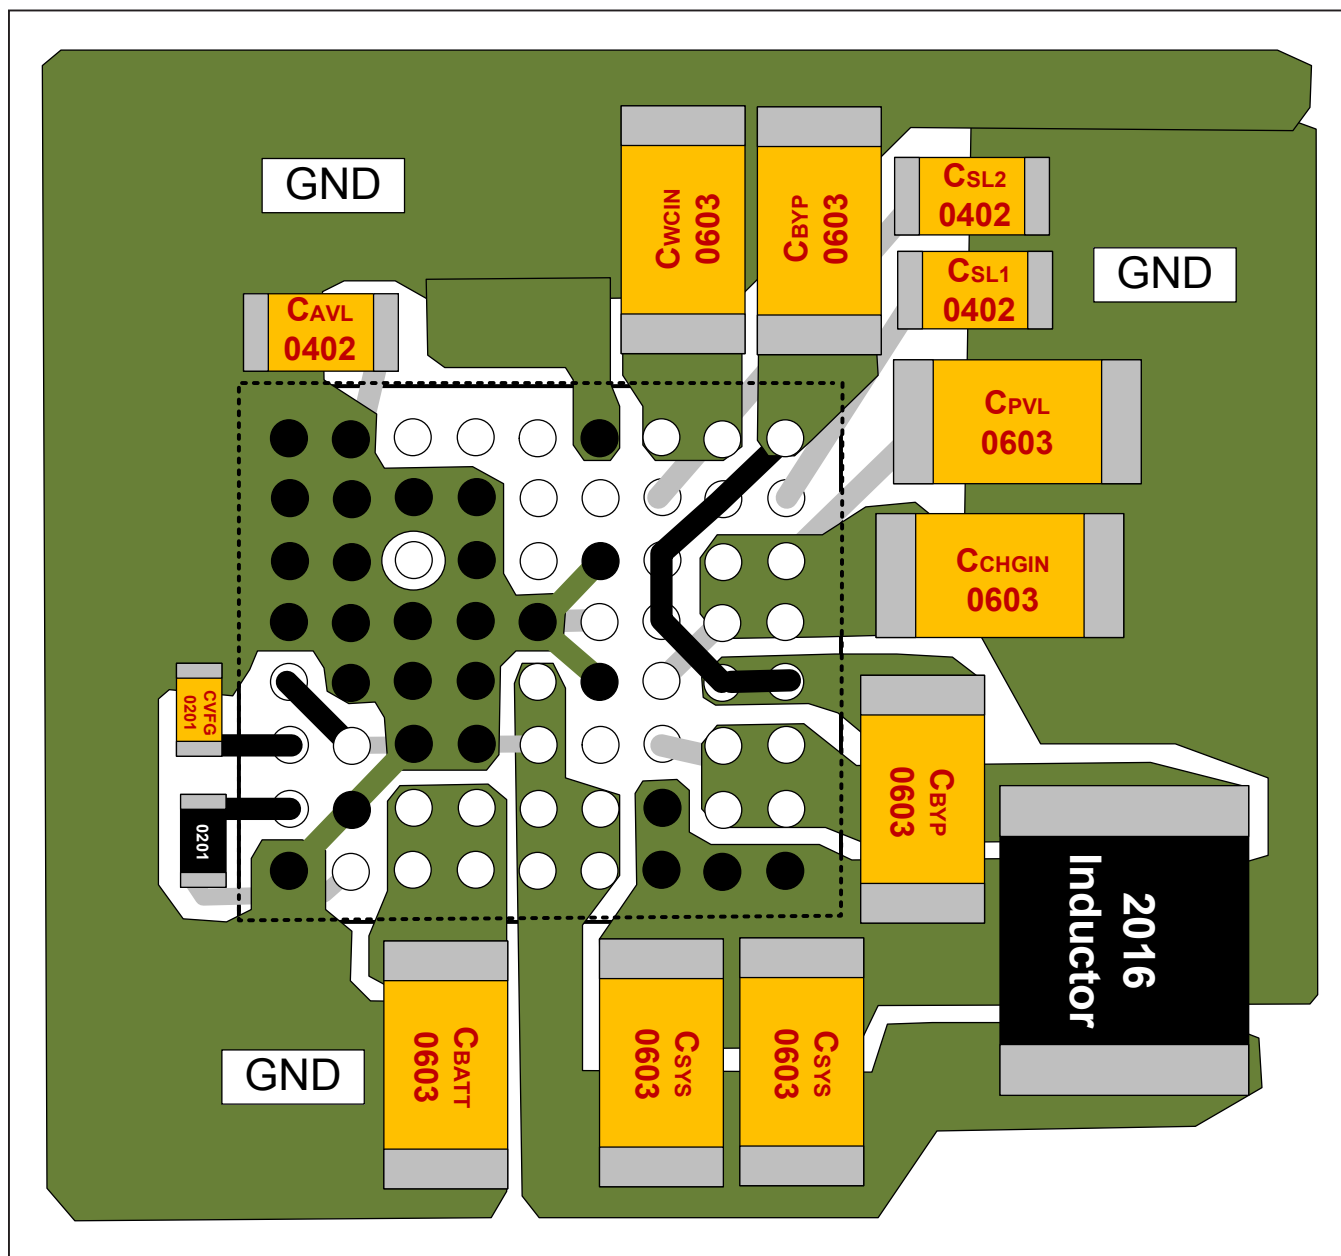 GND
CWCIN
0603
CBYP
0603
CSL2
0402
CSL1
0402
GND
CAVL
0402
CPVL
0603
CCHGIN
0603
CVFG
0201
0201
CBYP
0603
2016
Inductor
GND
CBATT
0603
CSYS
0603
CSYS
0603